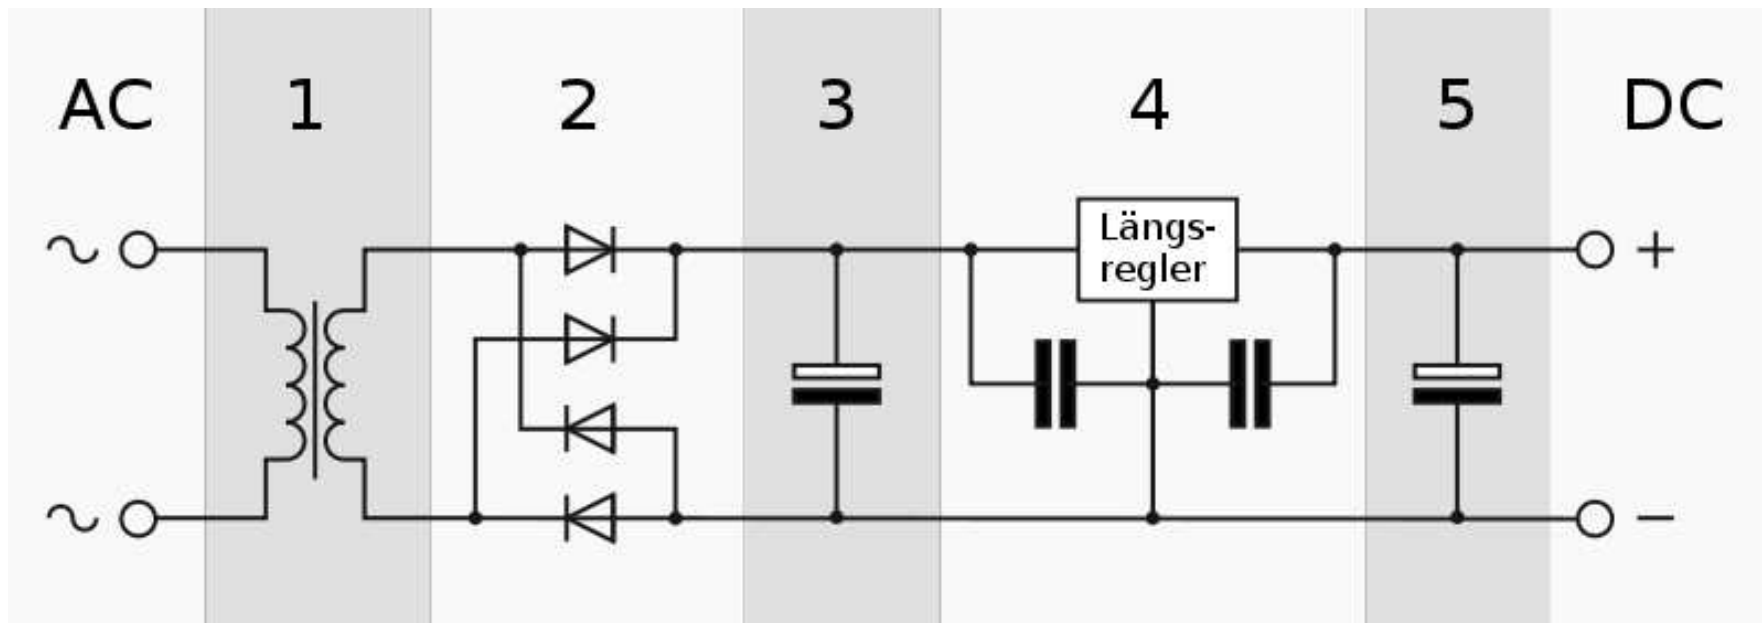 AC 1 2 3 4 5 DC
Längs-
regler
~ +
~ −